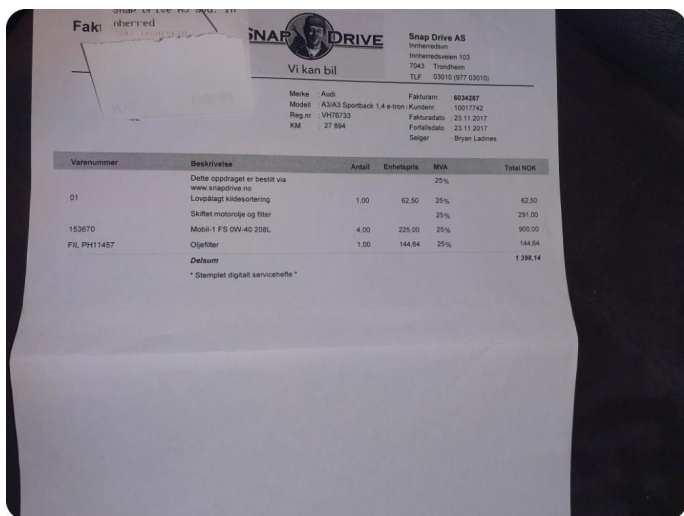 Snap Drive AS avd. In
nherred
Fak
SNAP DRIVE
Vi kan bil
Snap Drive AS
Innherredsvn
Innherredsveien 103
7043 Trondheim
TLF 03010 (977 03010)
Merke : Audi
Modell : A3/A3 Sportback 1,4 e-tron
Reg.nr : VH76733
KM : 27 894
Fakturanr. : 6034287
Kundenr. : 10017742
Fakturadato : 23.11.2017
Forfallsdato : 23.11.2017
Selger : Bryan Ladines
Varenummer Beskrivelse Antall Enhetspris MVA Total NOK
Dette oppdraget er bestilt via 25%
www.snapdrive.no
01 Lovpålagt kildesortering 1,00 62,50 25% 62,50
Skiftet motorolje og filter 25% 291,00
153670 Mobil-1 FS 0W-40 208L 4,00 225,00 25% 900,00
FIL PH11457 Oljefilter 1,00 144,64 25% 144,64
Delsum 1 398,14
* Stemplet digitalt servicehefte *